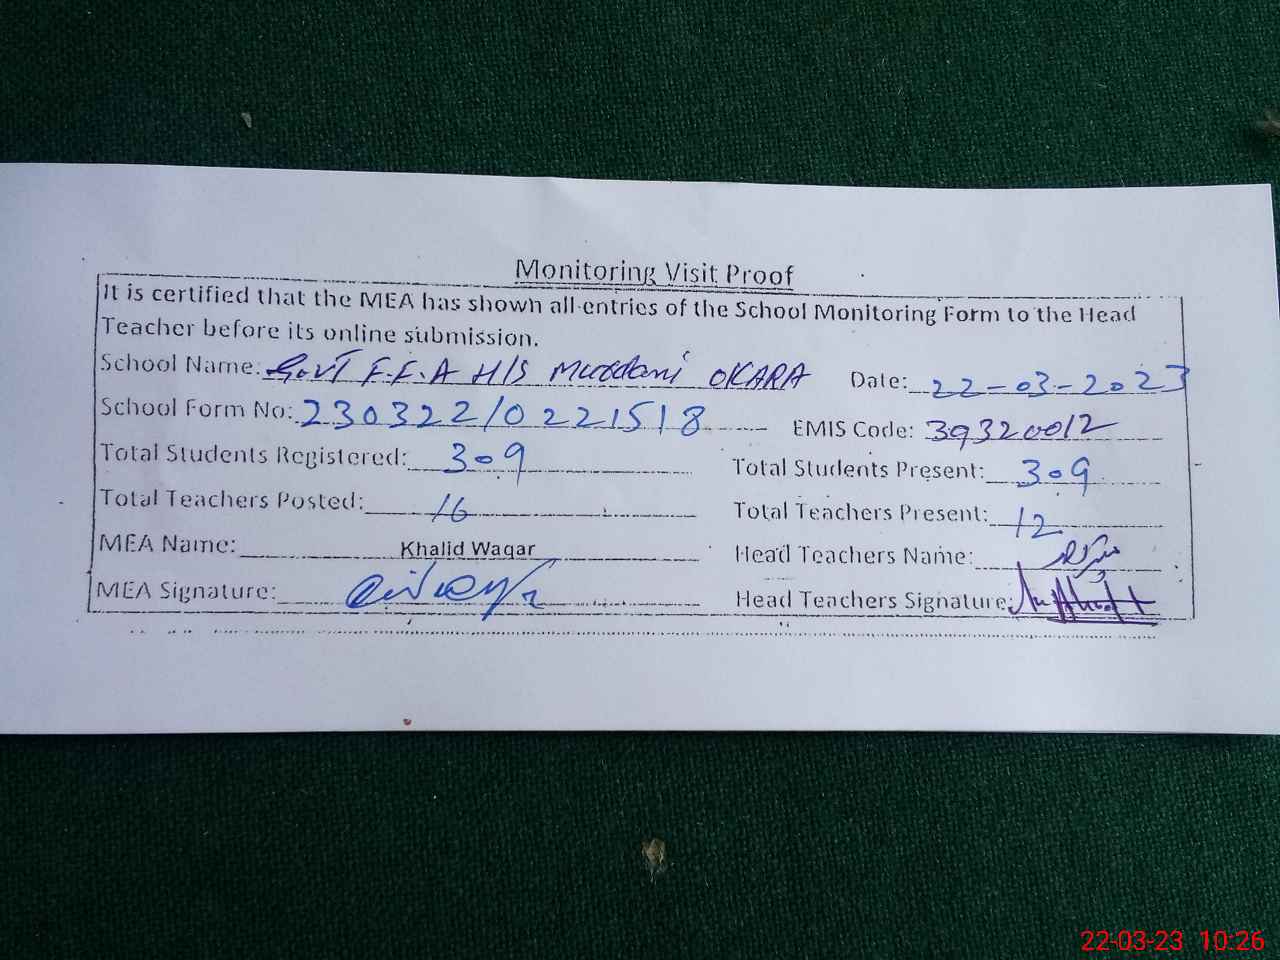 Monitoring Visit Proof
It is certified that the MEA has shown all entries of the School Monitoring Form to the Head
Teacher before its online submission.
School Name: Govt F.F.A H/S OKARA Date: 22-03-2023
School Form No: 230322/0221518 EMIS Code: 39320012
Total Students Registered: 309 Total Students Present: 309
Total Teachers Posted: 16 Total Teachers Present: 12
MEA Name: Khalid Waqar Head Teachers Name:
MEA Signature: Head Teachers Signature:
22-03-23 10:26